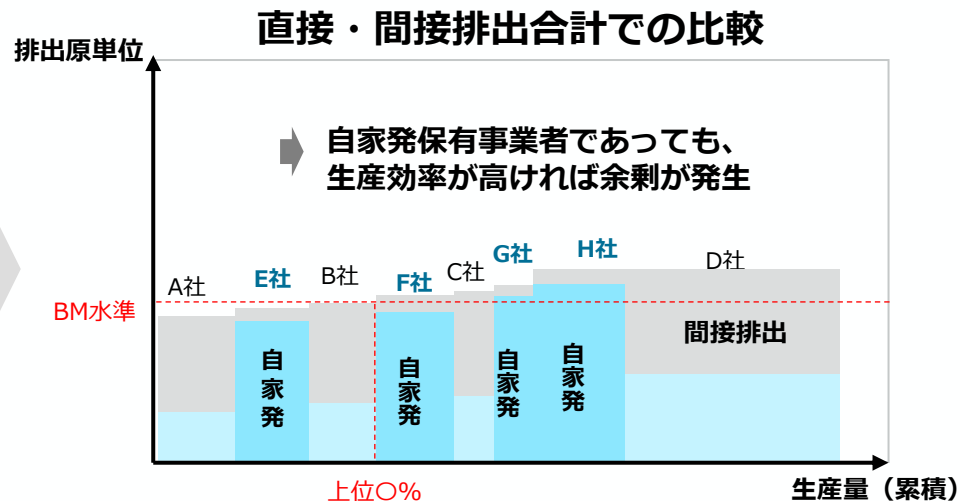 直接・間接排出合計での比較
排出原単位
自家発保有事業者であっても、
生産効率が高ければ余剰が発生
A社
E社
B社
F社
C社
G社
H社
D社
BM水準
間接排出
自家発
自家発
自家発
自家発
上位〇%
生産量（累積）